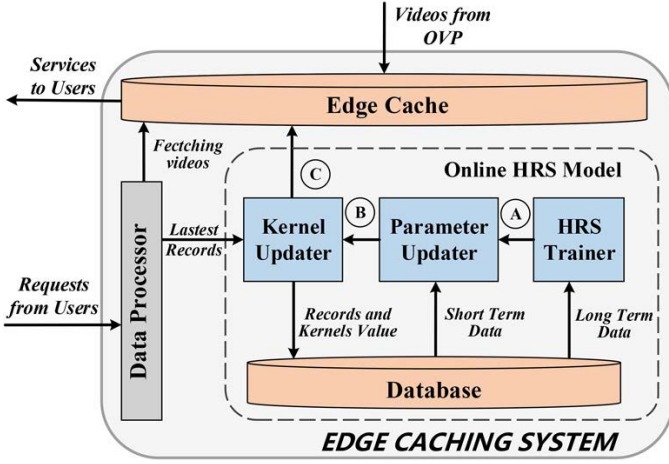 Videos from
OVP
Services
to Users
Edge Cache
Fectching
videos
C
Online HRS Model
B
A
Data Processor
Lastest
Records
Kernel
Updater
Parameter
Updater
HRS
Trainer
Requests
from Users
Records and
Kernels Value
Short Term
Data
Long Term
Data
Database
EDGE CACHING SYSTEM